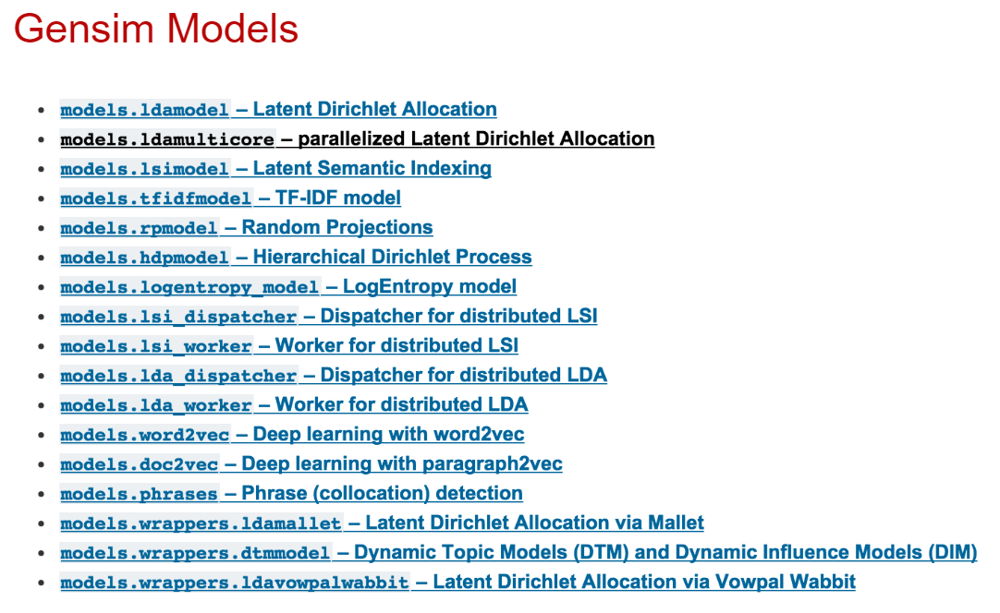 Gensim Models
models.ldamodel – Latent Dirichlet Allocation
models.ldamulticore – parallelized Latent Dirichlet Allocation
models.lsimodel – Latent Semantic Indexing
models.tfidfmodel – TF-IDF model
models.rpmodel – Random Projections
models.hdpmodel – Hierarchical Dirichlet Process
models.logentropy_model – LogEntropy model
models.lsi_dispatcher – Dispatcher for distributed LSI
models.lsi_worker – Worker for distributed LSI
models.lda_dispatcher – Dispatcher for distributed LDA
models.lda_worker – Worker for distributed LDA
models.word2vec – Deep learning with word2vec
models.doc2vec – Deep learning with paragraph2vec
models.phrases – Phrase (collocation) detection
models.wrappers.ldamallet – Latent Dirichlet Allocation via Mallet
models.wrappers.dtmmodel – Dynamic Topic Models (DTM) and Dynamic Influence Models (DIM)
models.wrappers.ldavowpalwabbit – Latent Dirichlet Allocation via Vowpal Wabbit